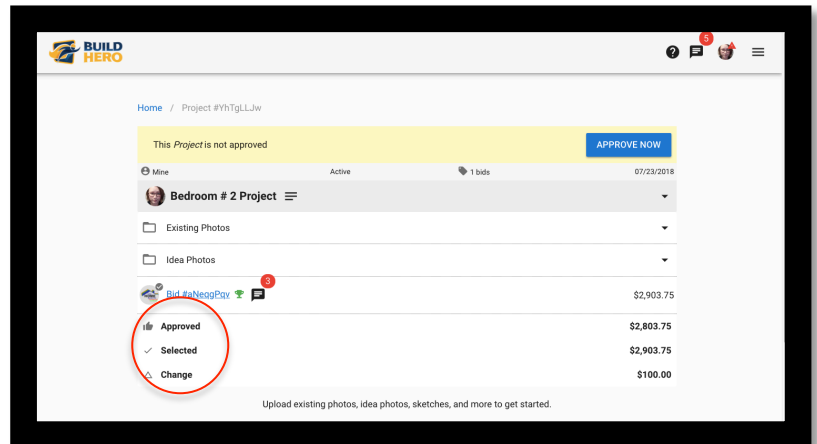 BUILD
HERO
5
Home / Project #YhTgLLJw
This Project is not approved
APPROVE NOW
Mine Active 1 bids 07/23/2018
Bedroom # 2 Project
Existing Photos
Idea Photos
3
Bid #aNeqgPqv $2,903.75
Approved $2,803.75
Selected $2,903.75
Change $100.00
Upload existing photos, idea photos, sketches, and more to get started.